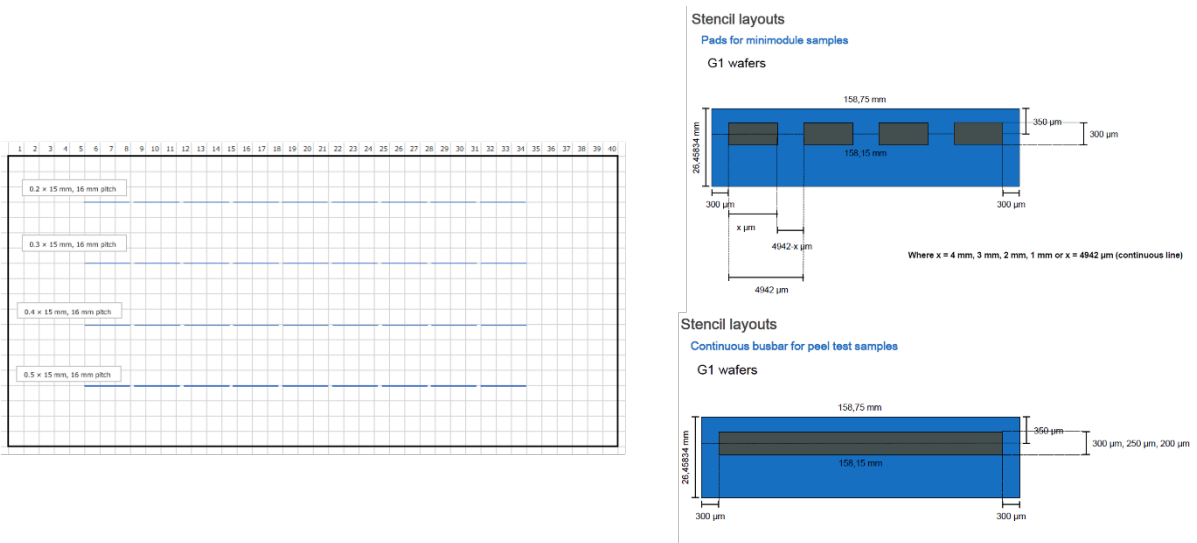 1 2 3 4 5 6 7 8 9 10 11 12 13 14 15 16 17 18 19 20 21 22 23 24 25 26 27 28 29 30 31 32 33 34 35 36 37 38 39 40
0.2 × 15 mm, 16 mm pitch
0.3 × 15 mm, 16 mm pitch
0.4 × 15 mm, 16 mm pitch
0.5 × 15 mm, 16 mm pitch
Stencil layouts
Pads for minimodule samples
G1 wafers
158,75 mm
350 µm
300 µm
26,45834 mm
158,15 mm
300 µm
300 µm
x µm
4942-x µm
Where x = 4 mm, 3 mm, 2 mm, 1 mm or x = 4942 µm (continuous line)
4942 µm
Stencil layouts
Continuous busbar for peel test samples
G1 wafers
158,75 mm
350 µm
300 µm, 250 µm, 200 µm
26,45834 mm
158,15 mm
300 µm
300 µm